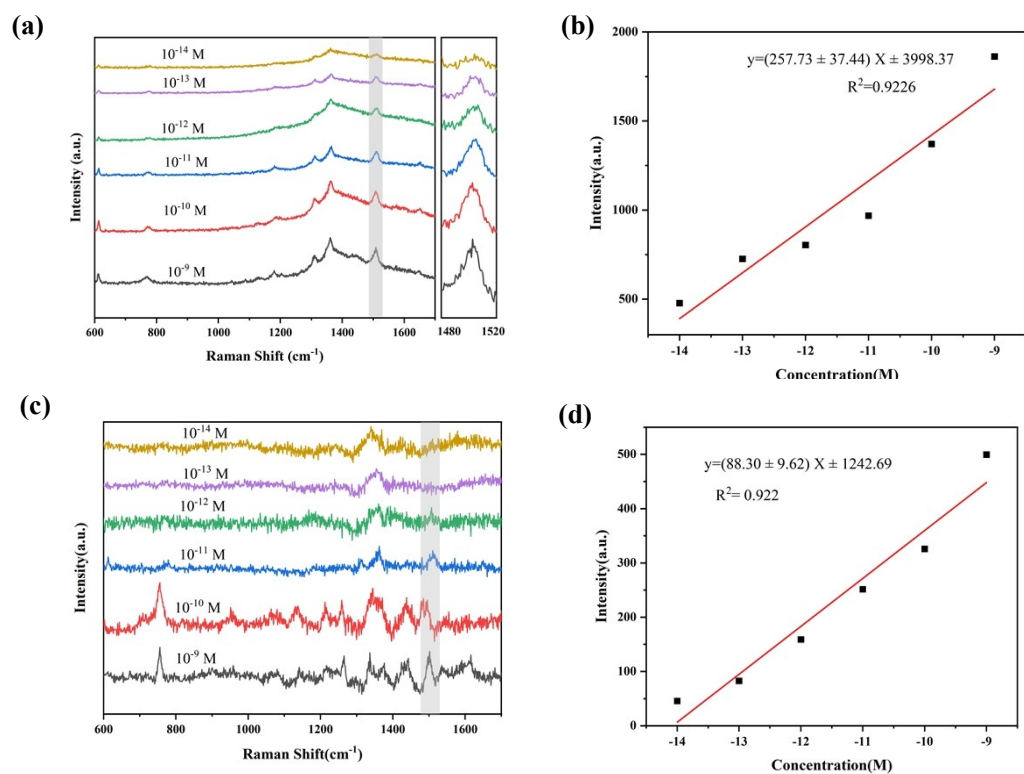 (a)
10⁻¹⁴ M
10⁻¹³ M
10⁻¹² M
10⁻¹¹ M
10⁻¹⁰ M
10⁻⁹ M
Intensity (a.u.)
600 800 1000 1200 1400 1600 1480 1520
Raman Shift (cm⁻¹)
(b)
y=(257.73 ± 37.44) X ± 3998.37
R²=0.9226
2000
1500
1000
500
Intensity(a.u.)
-14 -13 -12 -11 -10 -9
Concentration(M)
(c)
10⁻¹⁴ M
10⁻¹³ M
10⁻¹² M
10⁻¹¹ M
10⁻¹⁰ M
10⁻⁹ M
Intensity(a.u.)
600 800 1000 1200 1400 1600
Raman Shift(cm⁻¹)
(d)
y=(88.30 ± 9.62) X ± 1242.69
R²= 0.922
500
400
300
200
100
0
Intensity(a.u.)
-14 -13 -12 -11 -10 -9
Concentration(M)